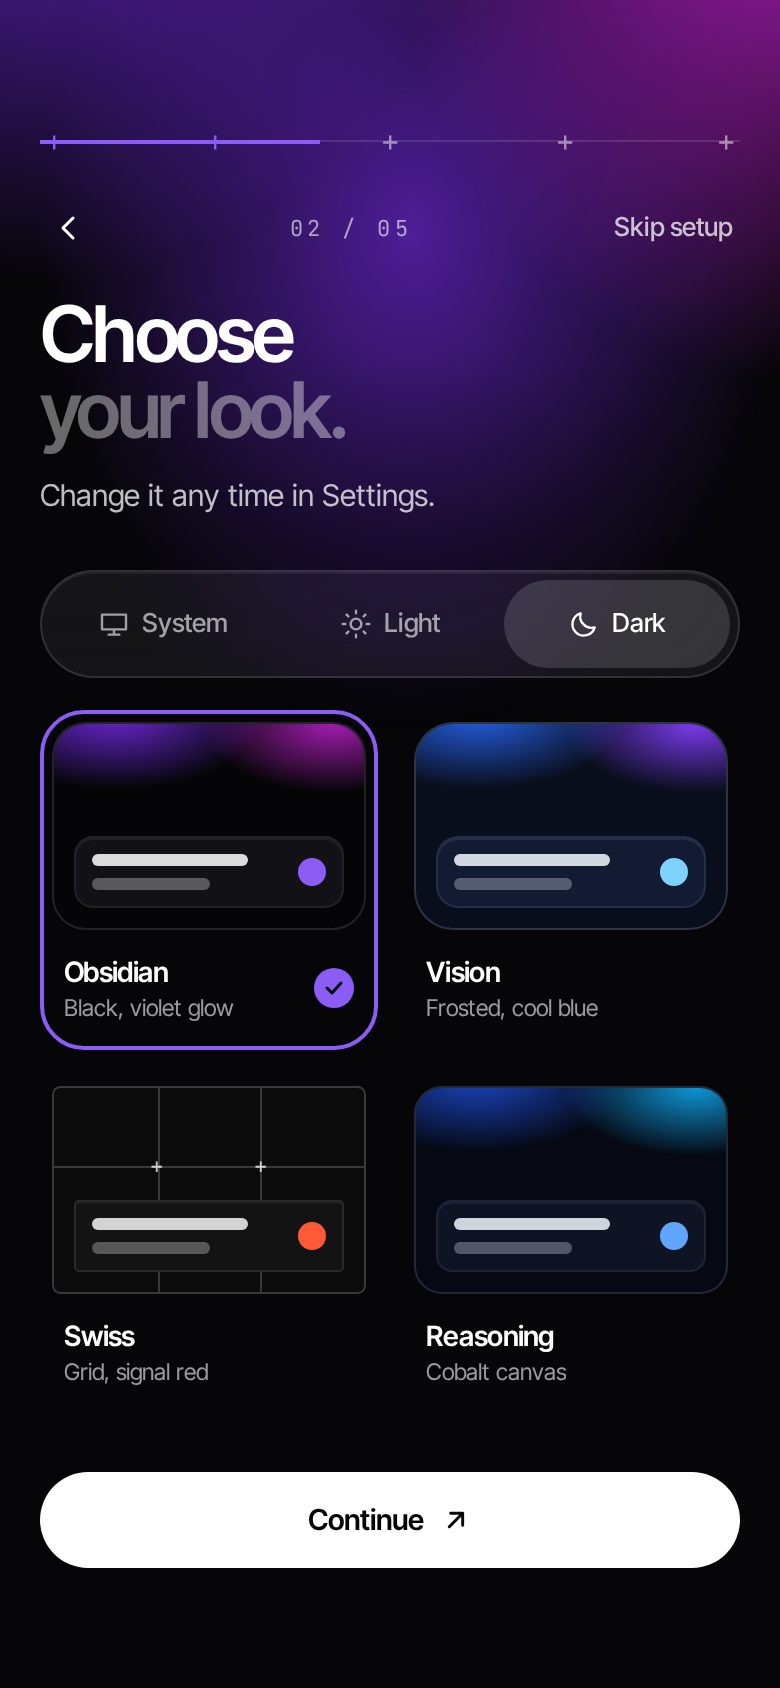 02 / 05
Skip setup
Choose
your look.
Change it any time in Settings.
System
Light
Dark
Obsidian
Black, violet glow
Vision
Frosted, cool blue
Swiss
Grid, signal red
Reasoning
Cobalt canvas
Continue